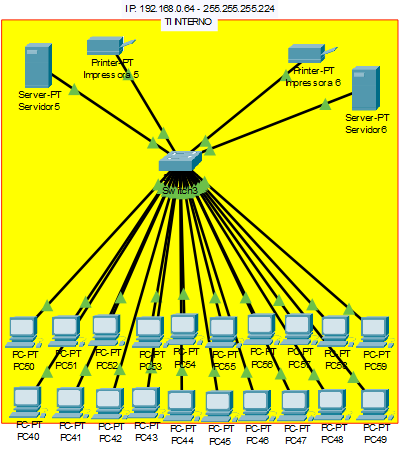 IP: 192.168.0.64 - 255.255.255.224
TI INTERNO
Printer-PT
Impressora 5
Printer-PT
Impressora 6
Server-PT
Servidor5
Server-PT
Servidor6
Switch3
PC-PT
PC50
PC-PT
PC51
PC-PT
PC52
PC-PT
PC53
PC-PT
PC54
PC-PT
PC55
PC-PT
PC56
PC-PT
PC57
PC-PT
PC58
PC-PT
PC59
PC-PT
PC40
PC-PT
PC41
PC-PT
PC42
PC-PT
PC43
PC-PT
PC44
PC-PT
PC45
PC-PT
PC46
PC-PT
PC47
PC-PT
PC48
PC-PT
PC49